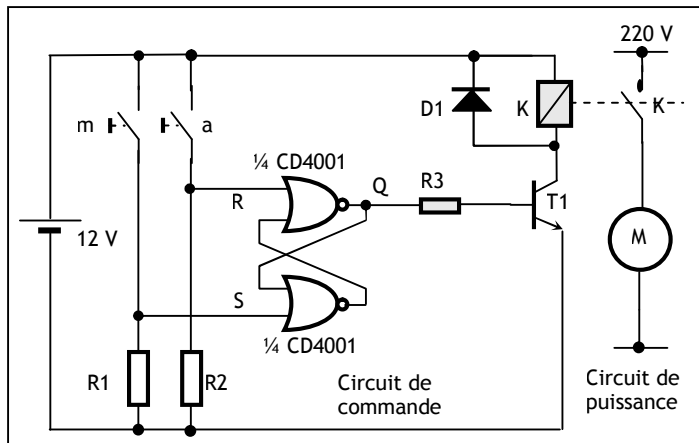 220 V
m
a
D1
K
K
¼ CD4001
R
Q
R3
T1
12 V
M
S
¼ CD4001
R1
R2
Circuit de
commande
Circuit de
puissance